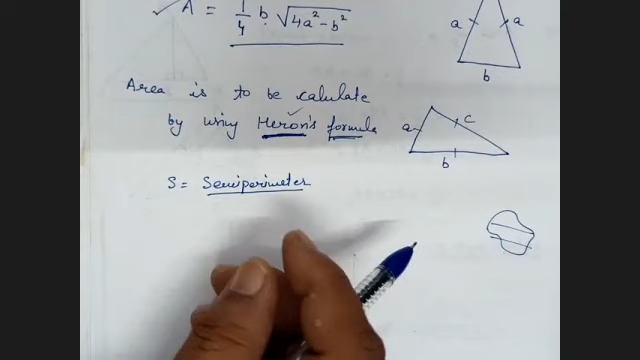 A = 1/4 b √4a² - b²
a a
b
Area is to be calulate
by using Heron's formula
a c
b
S = Semiperimeter